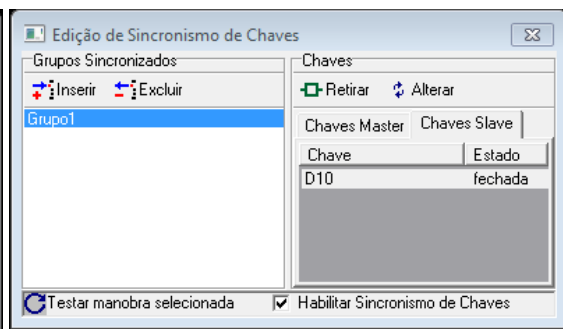 Edição de Sincronismo de Chaves
Grupos Sincronizados
Inserir Excluir
Grupo1
Chaves
Retirar Alterar
Chaves Master Chaves Slave
Chave Estado
D10 fechada
Testar manobra selecionada Habilitar Sincronismo de Chaves